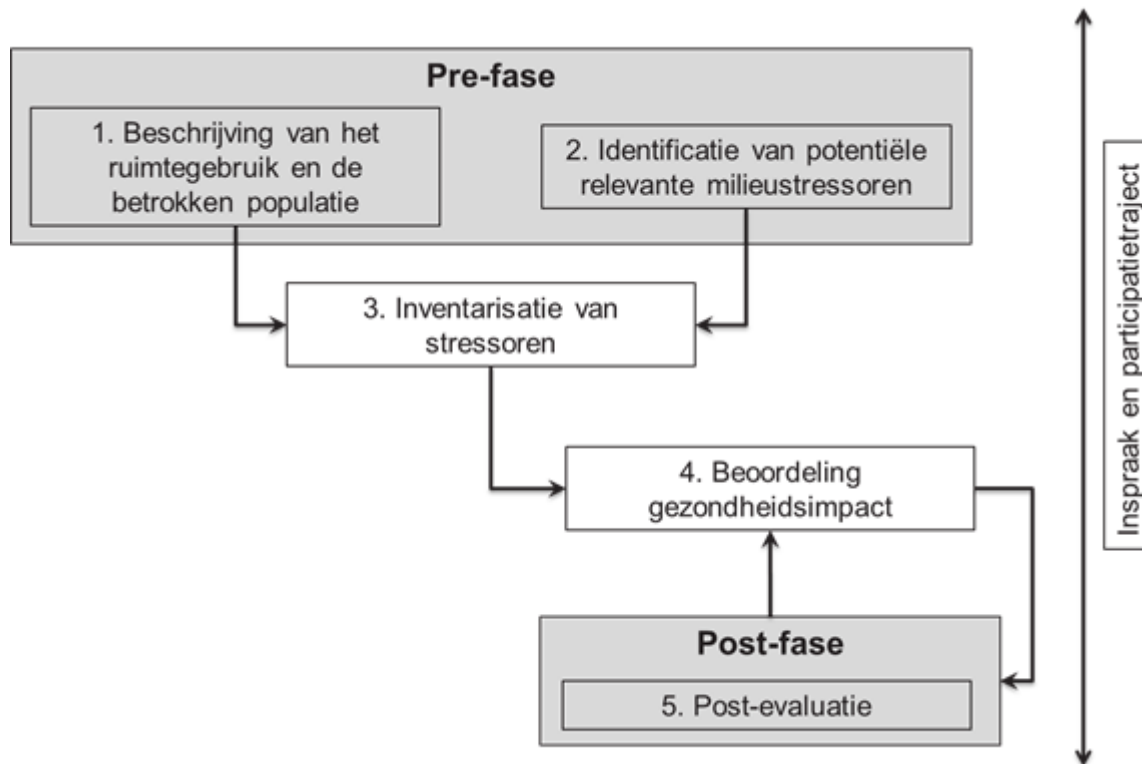 Pre-fase
1. Beschrijving van het
ruimtegebruik en de
betrokken populatie
2. Identificatie van potentiële
relevante milieustressoren
3. Inventarisatie van
stressoren
4. Beoordeling
gezondheidsimpact
Post-fase
5. Post-evaluatie
Inspraak en participatietraject